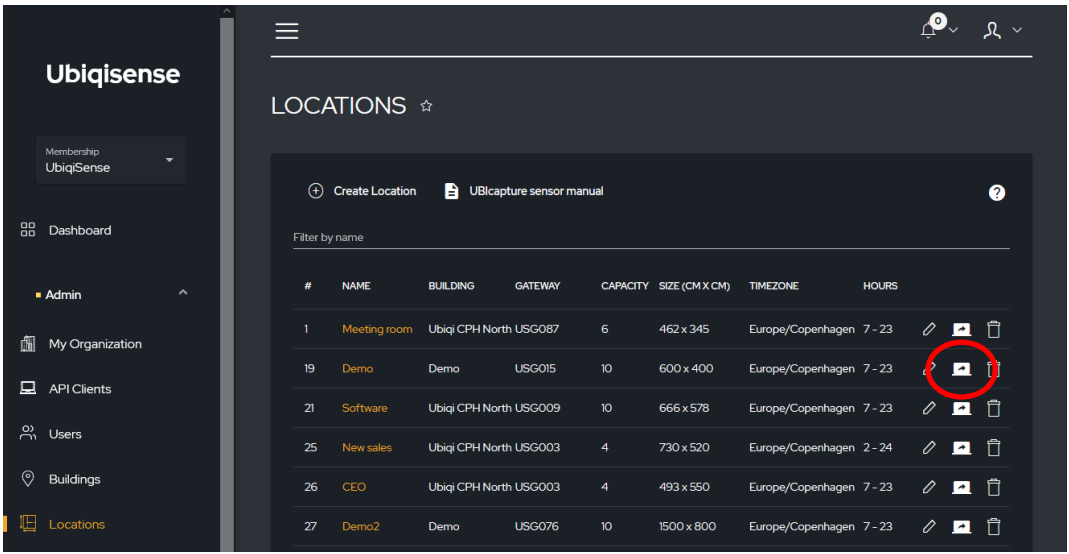 0
Ubiqisense
LOCATIONS
Membership
UbiqiSense
Create Location UBIcapture sensor manual ?
Dashboard
Filter by name
Admin
# NAME BUILDING GATEWAY CAPACITY SIZE (CM X CM) TIMEZONE HOURS
1 Meeting room Ubiqi CPH North USG087 6 462 x 345 Europe/Copenhagen 7 - 23
My Organization
19 Demo Demo USG015 10 600 x 400 Europe/Copenhagen 7 - 23
API Clients
21 Software Ubiqi CPH North USG009 10 666 x 578 Europe/Copenhagen 7 - 23
Users
25 New sales Ubiqi CPH North USG003 4 730 x 520 Europe/Copenhagen 2 - 24
Buildings
26 CEO Ubiqi CPH North USG003 4 493 x 550 Europe/Copenhagen 7 - 23
Locations
27 Demo2 Demo USG076 10 1500 x 800 Europe/Copenhagen 7 - 23